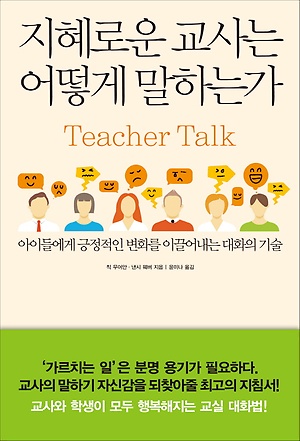 지혜로운 교사는
어떻게 말하는가
Teacher Talk
아이들에게 긍정적인 변화를 이끌어내는 대화의 기술
칙 무어만 · 낸시 웨버 지음 | 윤미나 옮김
‘가르치는 일’은 분명 용기가 필요하다.
교사의 말하기 자신감을 되찾아줄 최고의 지침서!
교사와 학생이 모두 행복해지는 교실 대화법!